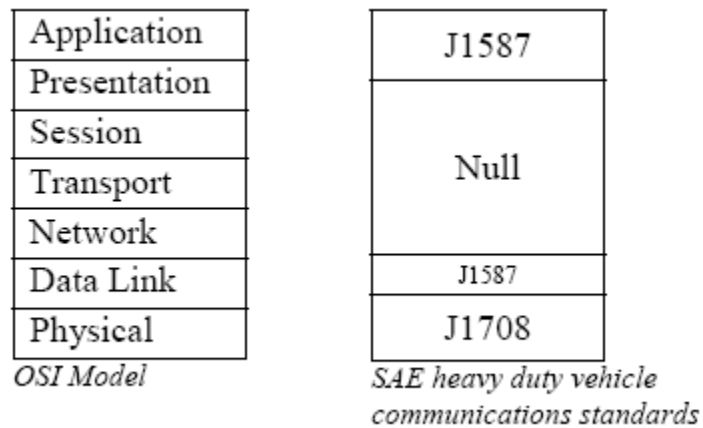 Application
Presentation
Session
Transport
Network
Data Link
Physical
OSI Model
J1587
Null
J1587
J1708
SAE heavy duty vehicle
communications standards